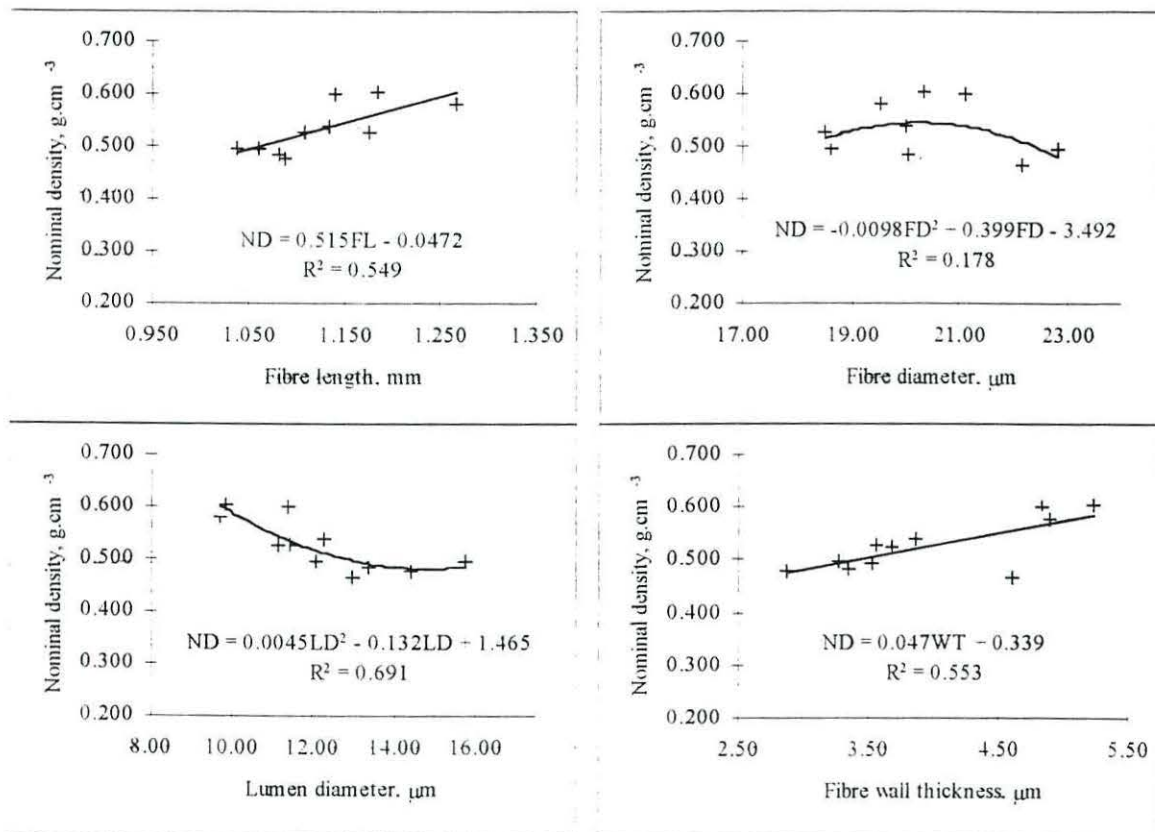 0.700
0.600
0.500
0.400
0.300
0.200
Nominal density, g.cm -3
ND = 0.515FL - 0.0472
R² = 0.549
0.950 1.050 1.150 1.250 1.350
Fibre length. mm
0.700
0.600
0.500
0.400
0.300
0.200
Nominal density, g.cm -3
ND = -0.0098FD² − 0.399FD - 3.492
R² = 0.178
17.00 19.00 21.00 23.00
Fibre diameter. µm
0.700
0.600
0.500
0.400
0.300
0.200
Nominal density, g.cm -3
ND = 0.0045LD² - 0.132LD + 1.465
R² = 0.691
8.00 10.00 12.00 14.00 16.00
Lumen diameter. µm
0.700
0.600
0.500
0.400
0.300
0.200
Nominal density, g.cm -3
ND = 0.047WT − 0.339
R² = 0.553
2.50 3.50 4.50 5.50
Fibre wall thickness. µm